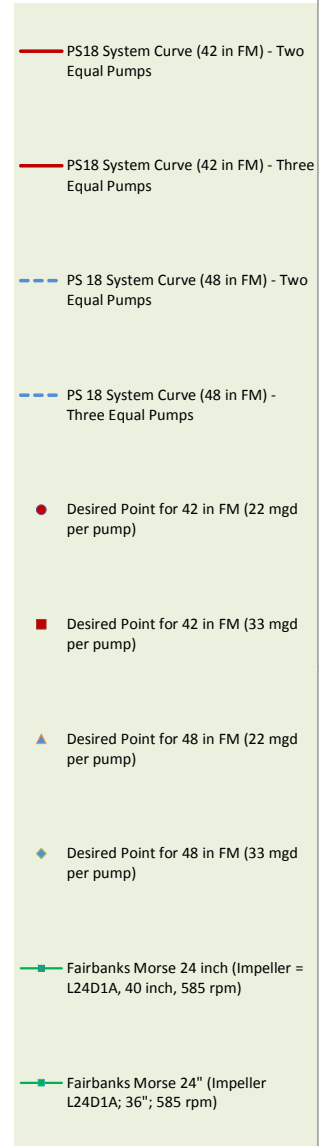 PS18 System Curve (42 in FM) - Two
Equal Pumps
PS18 System Curve (42 in FM) - Three
Equal Pumps
PS 18 System Curve (48 in FM) - Two
Equal Pumps
PS 18 System Curve (48 in FM) -
Three Equal Pumps
Desired Point for 42 in FM (22 mgd
per pump)
Desired Point for 42 in FM (33 mgd
per pump)
Desired Point for 48 in FM (22 mgd
per pump)
Desired Point for 48 in FM (33 mgd
per pump)
Fairbanks Morse 24 inch (Impeller =
L24D1A, 40 inch, 585 rpm)
Fairbanks Morse 24" (Impeller
L24D1A; 36"; 585 rpm)